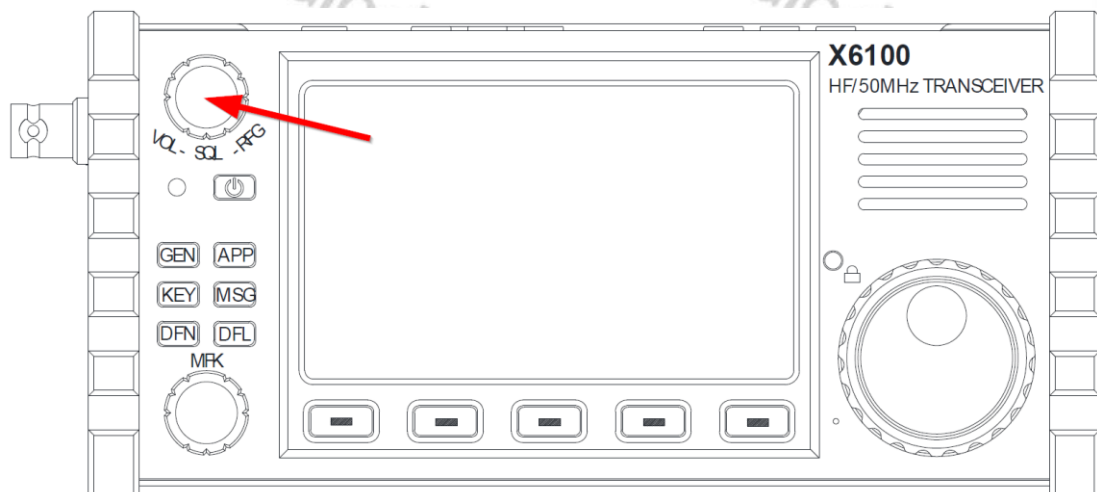 X6100
HF/50MHz TRANSCEIVER
VOL- SQL -RFG
GEN APP
KEY MSG
DFN DFL
MFK